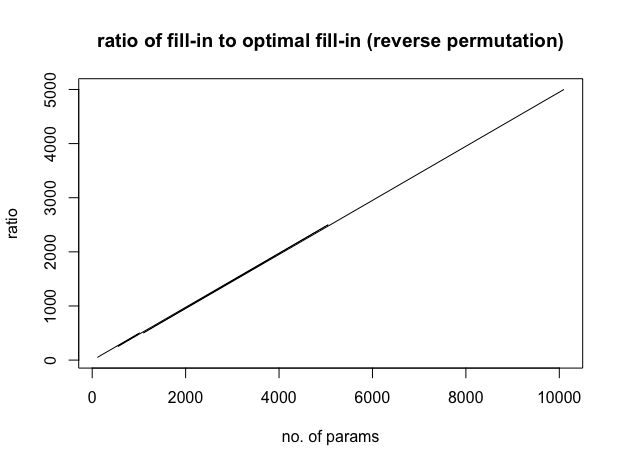 ratio of fill-in to optimal fill-in (reverse permutation)
5000
4000
3000
2000
1000
0
ratio
0 2000 4000 6000 8000 10000
no. of params